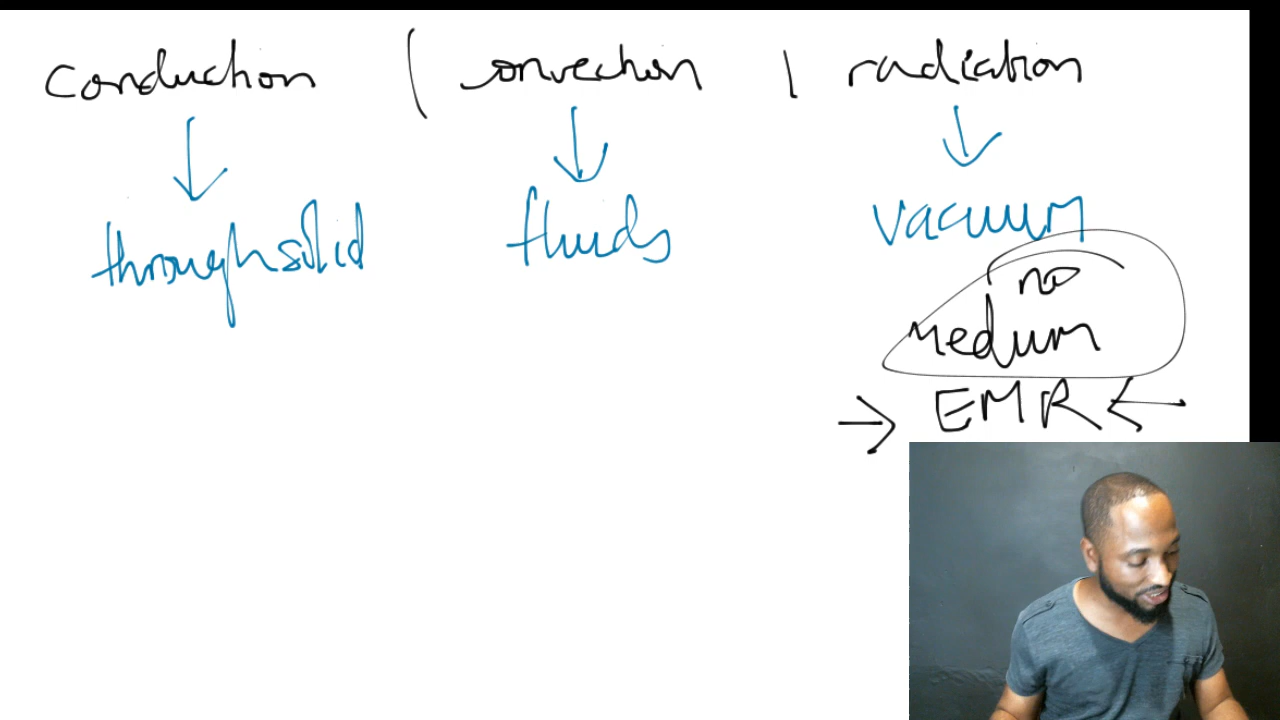 conduction | convection | radiation
through solid fluids vacuum
no
medium
→ EMR ←